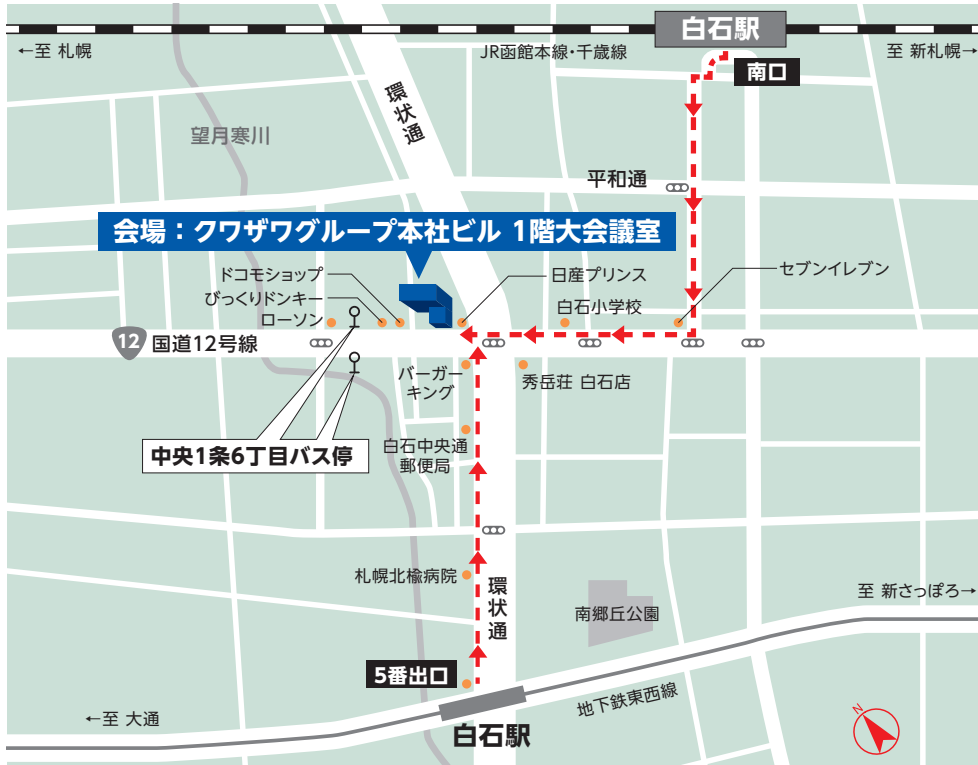 白石駅
←至 札幌
JR函館本線・千歳線
至 新札幌→
南口
環状通
望月寒川
平和通
会場：クワザワグループ本社ビル 1階大会議室
ドコモショップ
日産プリンス
セブンイレブン
びっくりドンキー
白石小学校
ローソン
12
国道12号線
バーガー
キング
秀岳荘 白石店
中央1条6丁目バス停
白石中央通
郵便局
札幌北楡病院
環状通
南郷丘公園
至 新さっぽろ→
5番出口
地下鉄東西線
←至 大通
白石駅
N